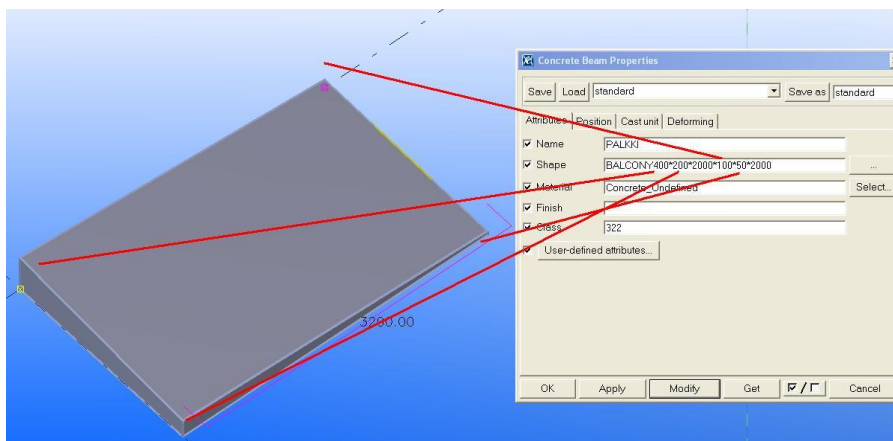 Concrete Beam Properties
Save Load standard Save as standard
Attributes Position Cast unit Deforming
Name PALKKI
Shape BALCONY400*200*2000*100*50*2000 ...
Material Concrete_Undefined Select...
Finish
Class 322
User-defined attributes...
3200.00
OK Apply Modify Get / Cancel